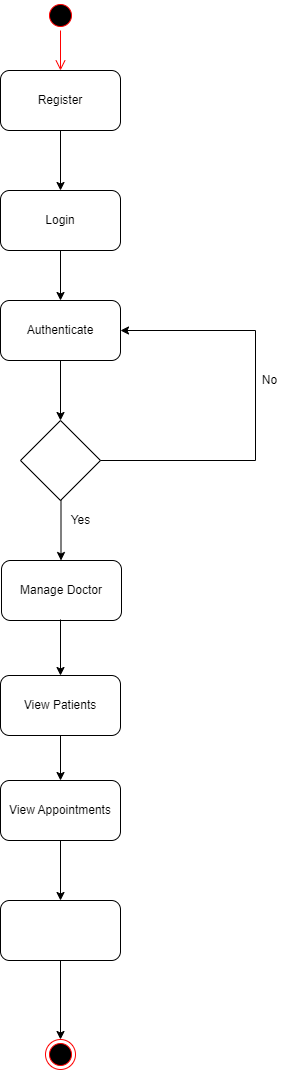 Register
Login
Authenticate
No
Yes
Manage Doctor
View Patients
View Appointments